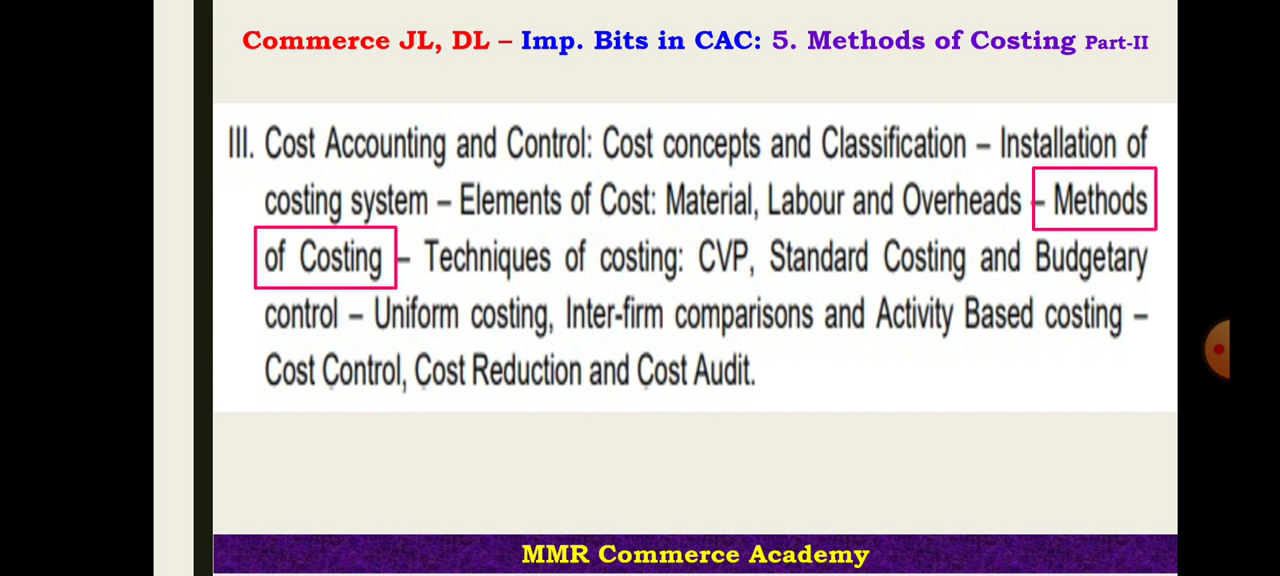 Commerce JL, DL – Imp. Bits in CAC: 5. Methods of Costing Part-II
III. Cost Accounting and Control: Cost concepts and Classification – Installation of
costing system – Elements of Cost: Material, Labour and Overheads – Methods
of Costing – Techniques of costing: CVP, Standard Costing and Budgetary
control – Uniform costing, Inter-firm comparisons and Activity Based costing –
Cost Control, Cost Reduction and Cost Audit.
MMR Commerce Academy